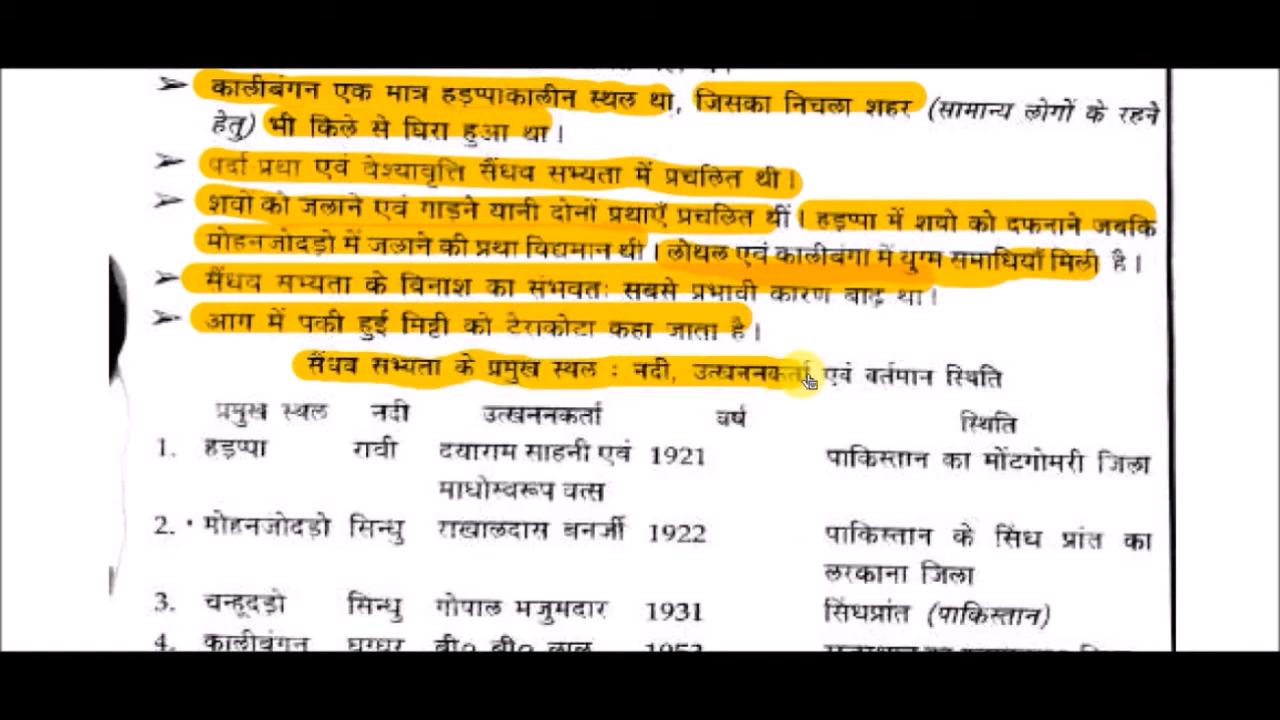 ➢ कालीबंगन एक मात्र हड़प्पाकालीन स्थल था, जिसका निचला शहर (सामान्य लोगों के रहने
हेतु) भी किले से घिरा हुआ था।
➢ पर्दा प्रथा एवं वेश्यावृत्ति सैंधव सभ्यता में प्रचलित थी।
➢ शवों को जलाने एवं गाड़ने यानी दोनों प्रथाएँ प्रचलित थीं। हड़प्पा में शवों को दफनाने जबकि
मोहनजोदड़ो में जलाने की प्रथा विद्यमान थी। लोथल एवं कालीबंगा में युग्म समाधियाँ मिली है।
➢ सैंधव सभ्यता के विनाश का संभवतः सबसे प्रभावी कारण बाढ़ था।
➢ आग में पकी हुई मिट्टी को टेराकोटा कहा जाता है।
सैंधव सभ्यता के प्रमुख स्थल : नदी, उत्खननकर्ता एवं वर्तमान स्थिति
प्रमुख स्थल नदी उत्खननकर्ता वर्ष स्थिति
1. हड़प्पा रावी दयाराम साहनी एवं 1921 पाकिस्तान का मोंटगोमरी जिला
माधोस्वरूप वत्स
2. मोहनजोदड़ो सिन्धु राखालदास बनर्जी 1922 पाकिस्तान के सिंध प्रांत का
लरकाना जिला
3. चन्हूदड़ो सिन्धु गोपाल मजुमदार 1931 सिंधप्रांत (पाकिस्तान)
4. कालीबंगन घग्घर बी० बी० लाल 1953